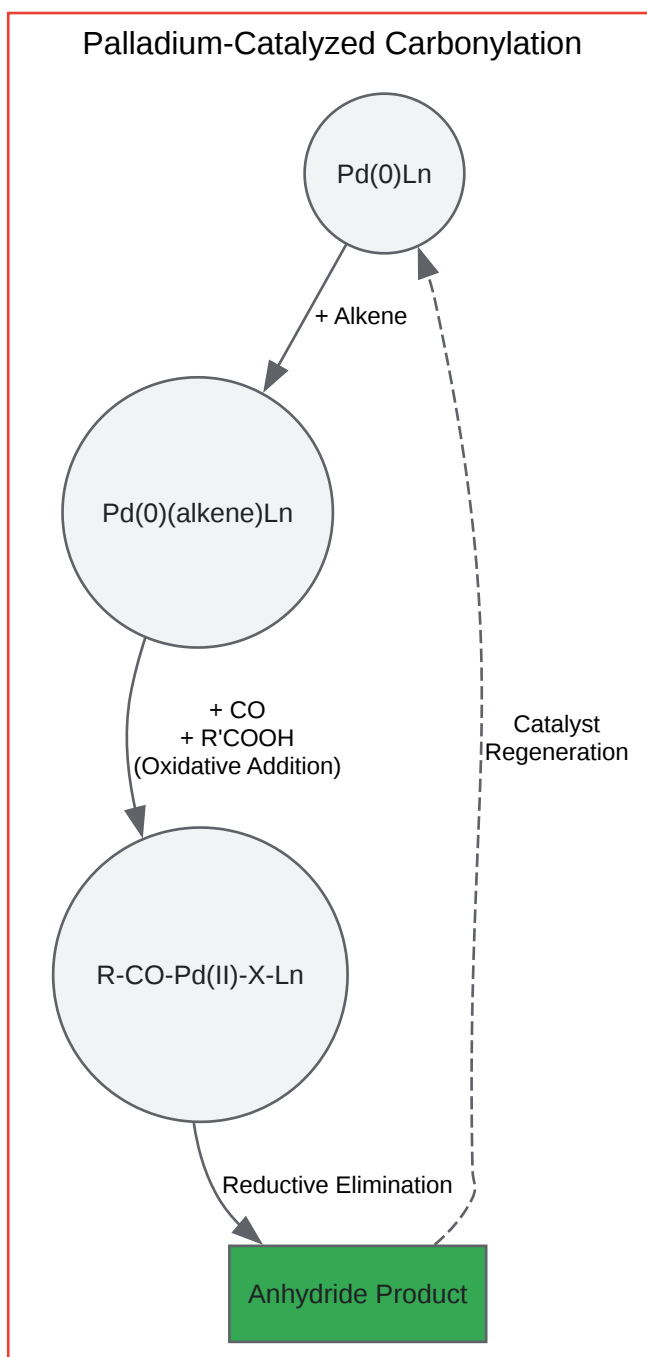 Palladium-Catalyzed Carbonylation
Pd(0)Ln
+ Alkene
Pd(0)(alkene)Ln
+ CO
+ R'COOH
(Oxidative Addition)
Catalyst
Regeneration
R-CO-Pd(II)-X-Ln
Reductive Elimination
Anhydride Product